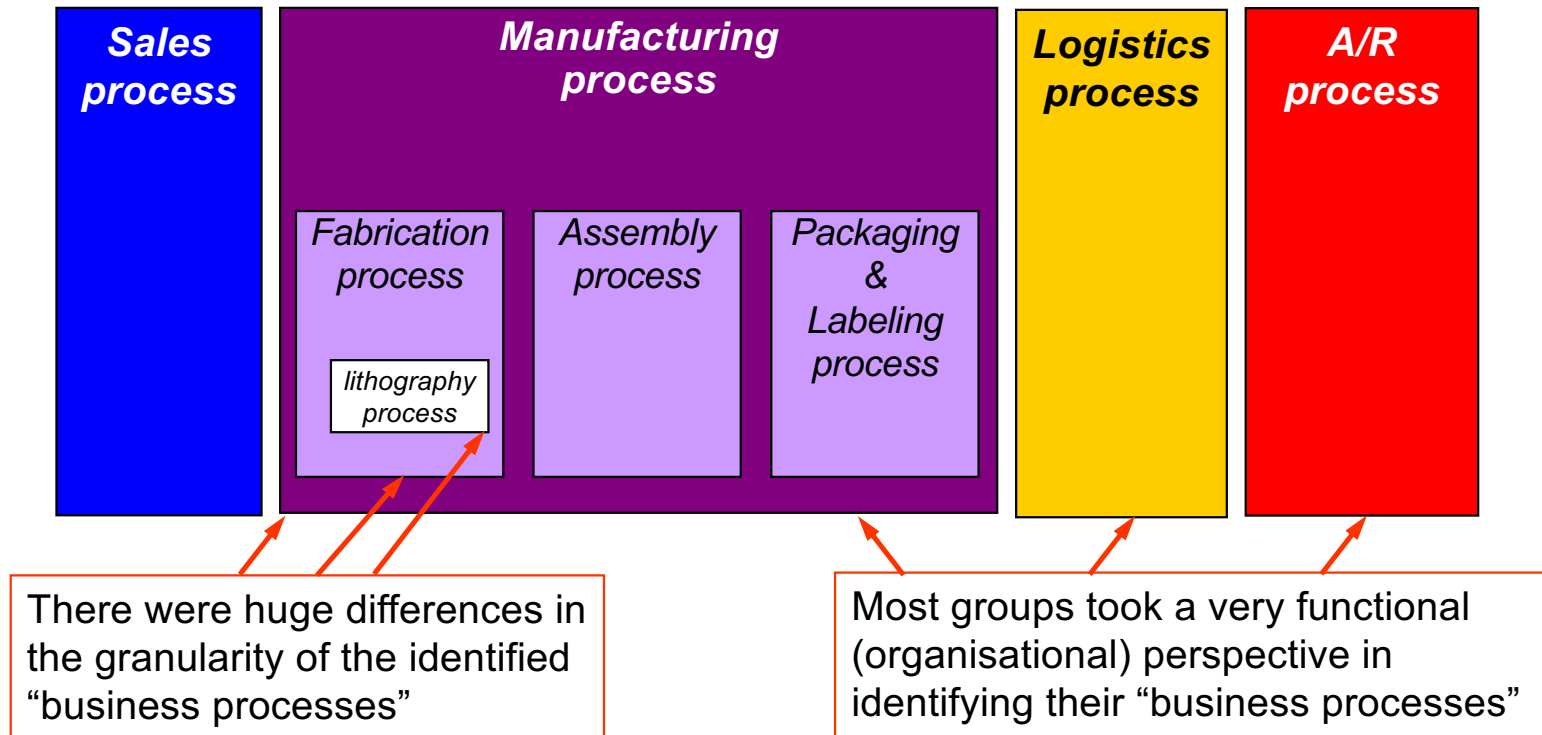 Sales
process
Manufacturing
process
Logistics
process
A/R
process
Fabrication
process
lithography
process
Assembly
process
Packaging
&
Labeling
process
There were huge differences in
the granularity of the identified
“business processes”
Most groups took a very functional
(organisational) perspective in
identifying their “business processes”